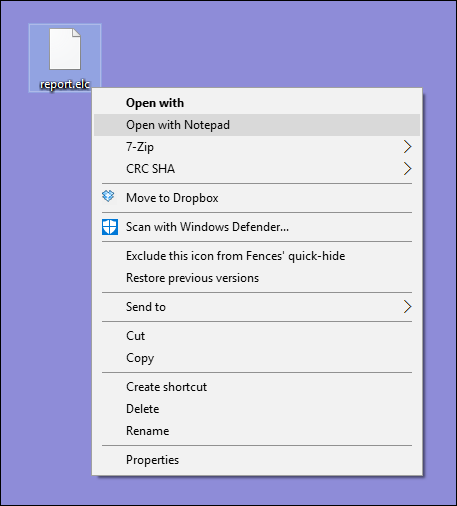 report.elc
Open with
Open with Notepad
7-Zip
CRC SHA
Move to Dropbox
Scan with Windows Defender...
Exclude this icon from Fences' quick-hide
Restore previous versions
Send to
Cut
Copy
Create shortcut
Delete
Rename
Properties